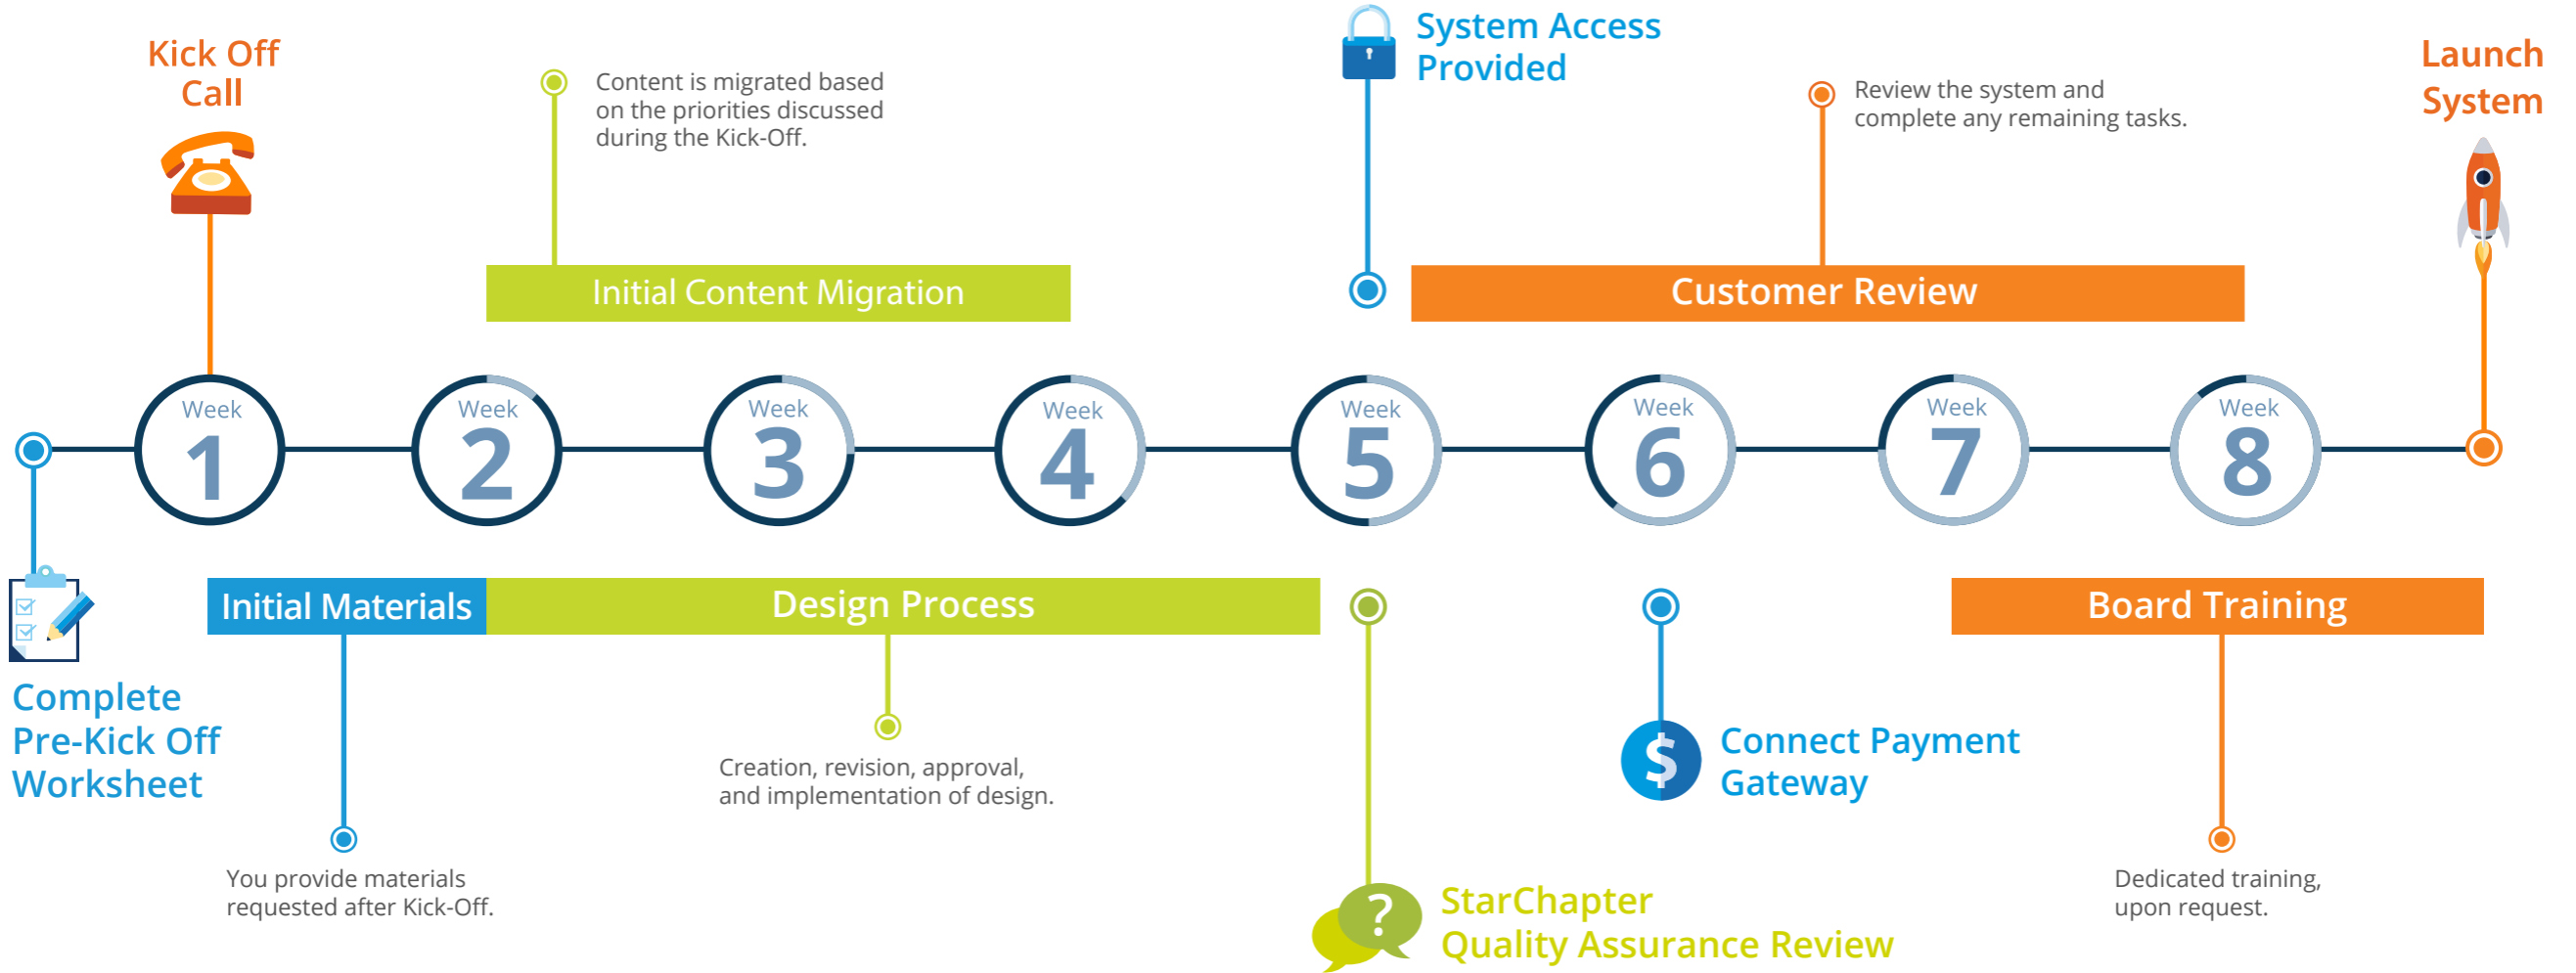 Kick Off
Call
Content is migrated based
on the priorities discussed
during the Kick-Off.
System Access
Provided
Review the system and
complete any remaining tasks.
Launch
System
Initial Content Migration
Customer Review
Week
1
Week
2
Week
3
Week
4
Week
5
Week
6
Week
7
Week
8
Complete
Pre-Kick Off
Worksheet
Initial Materials
You provide materials
requested after Kick-Off.
Design Process
Creation, revision, approval,
and implementation of design.
?
StarChapter
Quality Assurance Review
$
Connect Payment
Gateway
Board Training
Dedicated training,
upon request.